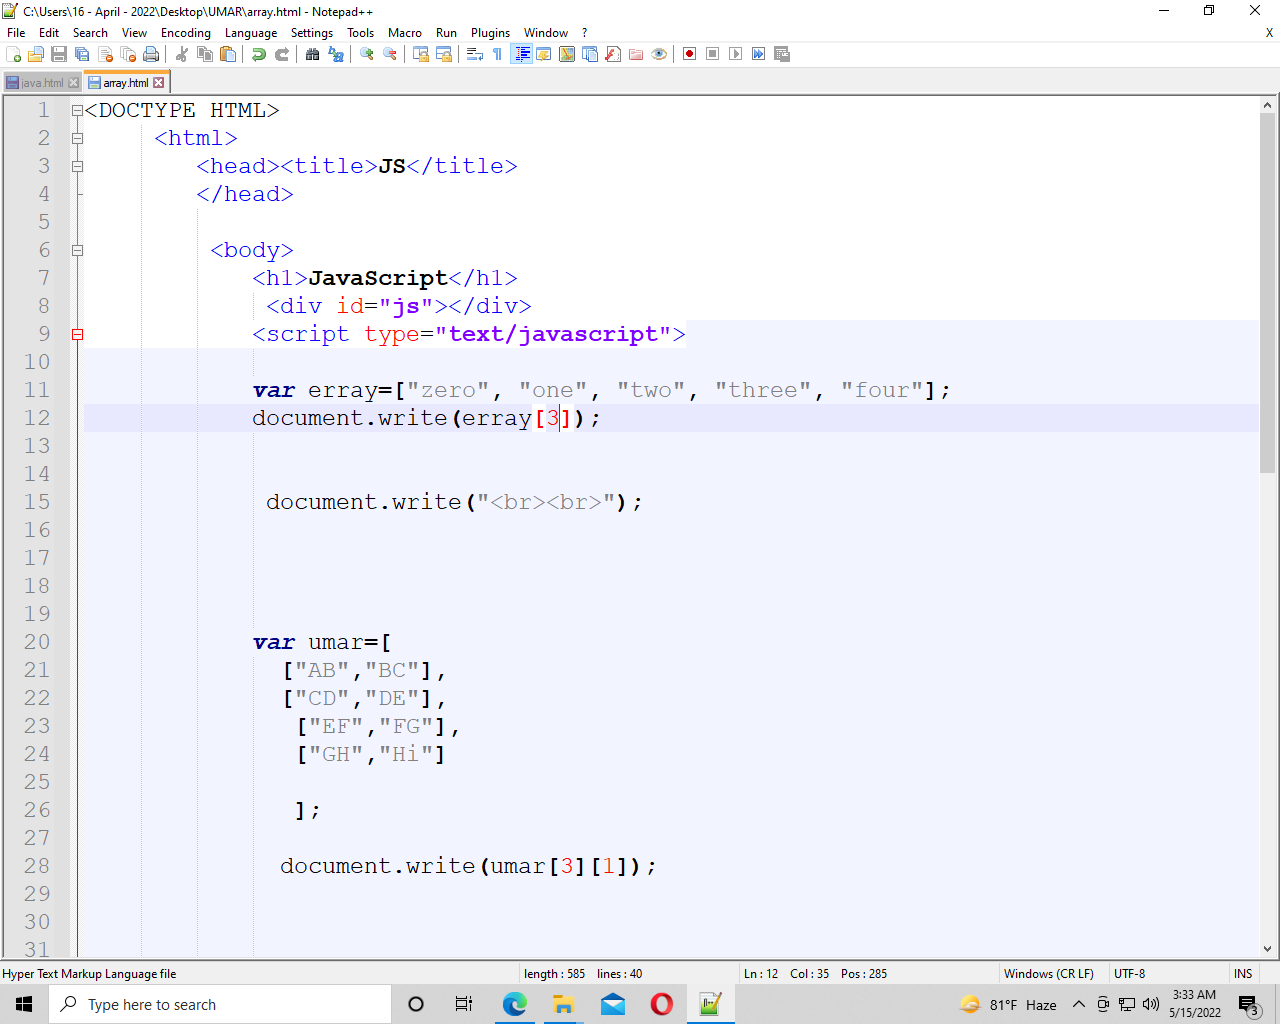 C:\Users\16 - April - 2022\Desktop\UMAR\array.html - Notepad++
File Edit Search View Encoding Language Settings Tools Macro Run Plugins Window ? X
java.html array.html
1 <DOCTYPE HTML>
2 <html>
3 <head><title>JS</title>
4 </head>
5
6 <body>
7 <h1>JavaScript</h1>
8 <div id="js"></div>
9 <script type="text/javascript">
10
11 var erray=["zero", "one", "two", "three", "four"];
12 document.write(erray[3]);
13
14
15 document.write("<br><br>");
16
17
18
19
20 var umar=[
21 ["AB","BC"],
22 ["CD","DE"],
23 ["EF","FG"],
24 ["GH","Hi"]
25
26 ];
27
28 document.write(umar[3][1]);
29
30
31
Hyper Text Markup Language file length : 585 lines : 40 Ln : 12 Col : 35 Pos : 285 Windows (CR LF) UTF-8 INS
Type here to search 81°F Haze 3:33 AM
5/15/2022 3